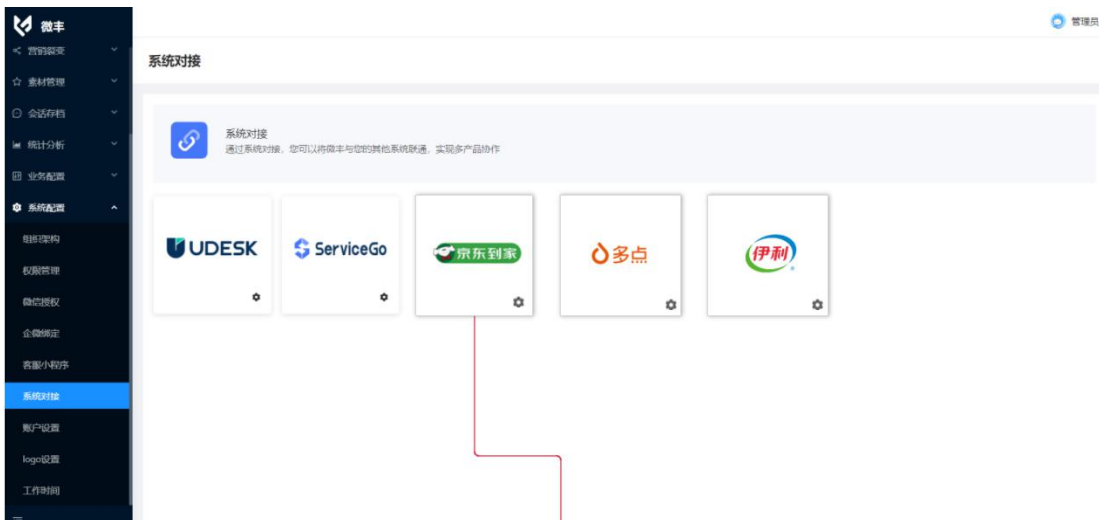 微丰
管理员
营销裂变
素材管理
会话存档
统计分析
业务配置
系统配置
组织架构
权限管理
微信授权
企微绑定
客服小程序
系统对接
账户设置
logo设置
工作时间
系统对接
系统对接
通过系统对接，您可以将微丰与您的其他系统联通，实现多产品协作
UDESK
ServiceGo
京东到家
多点
伊利